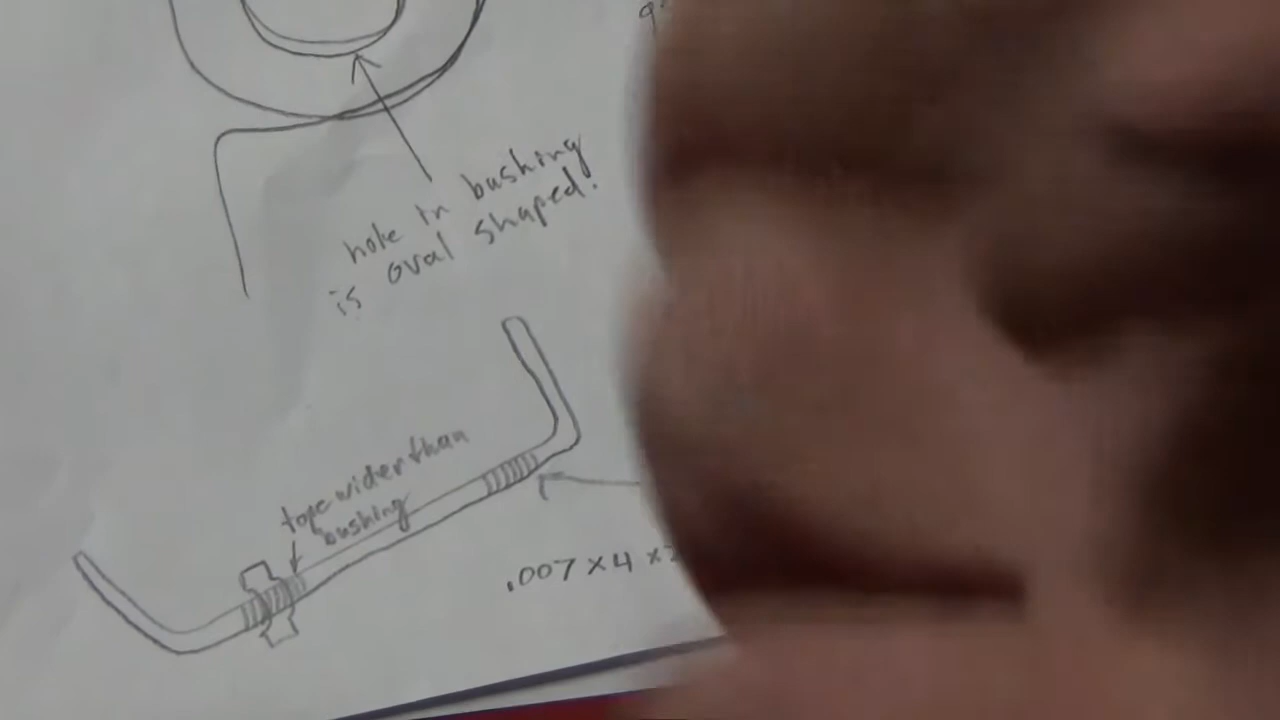 hole in bushing
is oval shaped!
tape wider than
bushing
.007 x 4 x